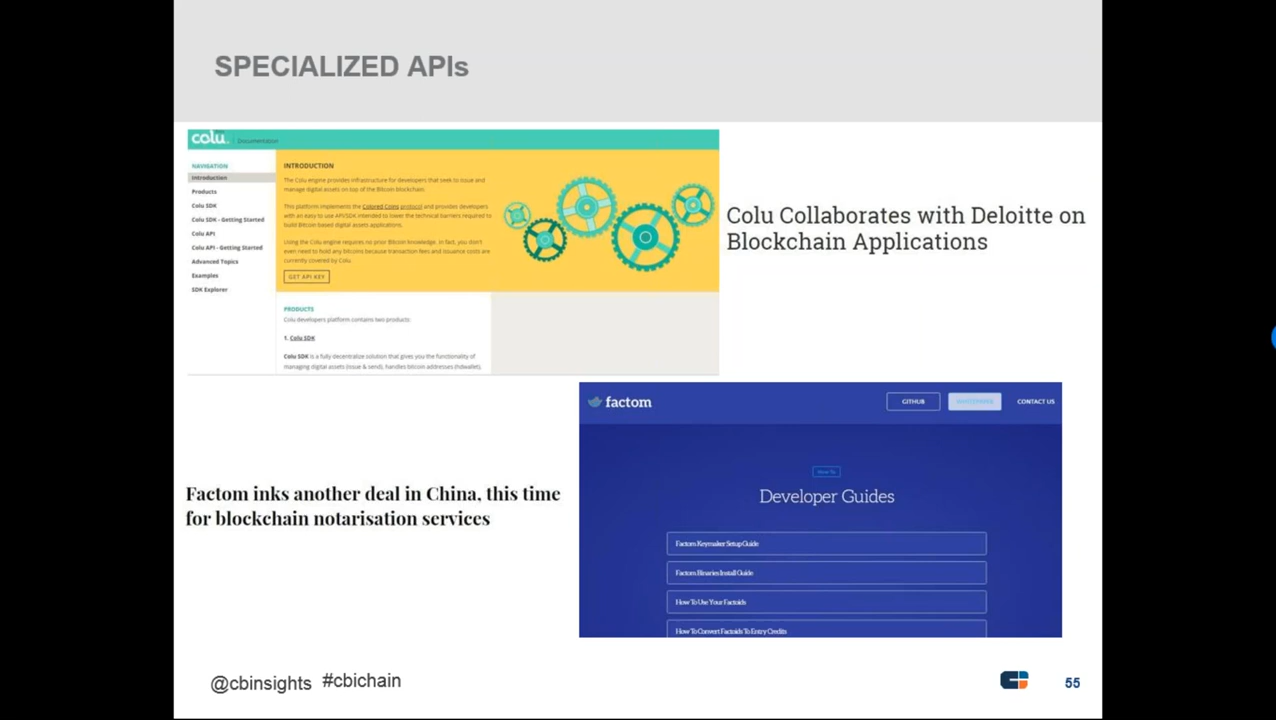 SPECIALIZED APIs
colu. Documentation
NAVIGATION
Introduction
Products
Colu SDK
Colu SDK - Getting Started
Colu API
Colu API - Getting Started
Advanced Topics
Examples
SDK Explorer
INTRODUCTION
The Colu engine provides infrastructure for developers that seek to issue and
manage digital assets on top of the Bitcoin blockchain.
This platform implements the Colored Coins protocol and provides developers
with an easy to use API/SDK intended to lower the technical barriers required to
build Bitcoin-based digital assets applications.
Using the Colu engine requires no prior Bitcoin knowledge. In fact, you don't
even need to hold any bitcoins because transaction fees and issuance costs are
currently covered by Colu.
GET API KEY
PRODUCTS
Colu developers platform contains two products:
1. Colu SDK
Colu SDK is a fully decentralize solution that gives you the functionality of
managing digital assets (issue & send), handles bitcoin addresses (hdwallet),
Colu Collaborates with Deloitte on
Blockchain Applications
Factom inks another deal in China, this time
for blockchain notarisation services
factom
GITHUB
CONTACT US
How To
Developer Guides
Factom Keymaker Setup Guide
Factom Binaries Install Guide
How To Use Your Factoids
How To Convert Factoids To Entry Credits
@cbinsights #cbichain
55